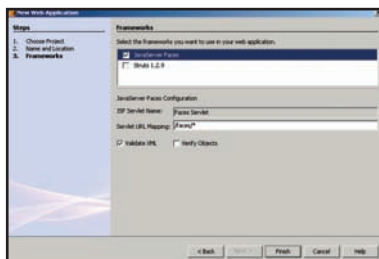 New Web Application
Steps
1. Choose Project
2. Name and Location
3. Frameworks
Frameworks
Select the frameworks you want to use in your web application.
JavaServer Faces
Struts 1.2.9
JavaServer Faces Configuration
JSF Servlet Name: Faces Servlet
Servlet URL Mapping: /faces/*
Validate XML Verify Objects
< Back Next > Finish Cancel Help